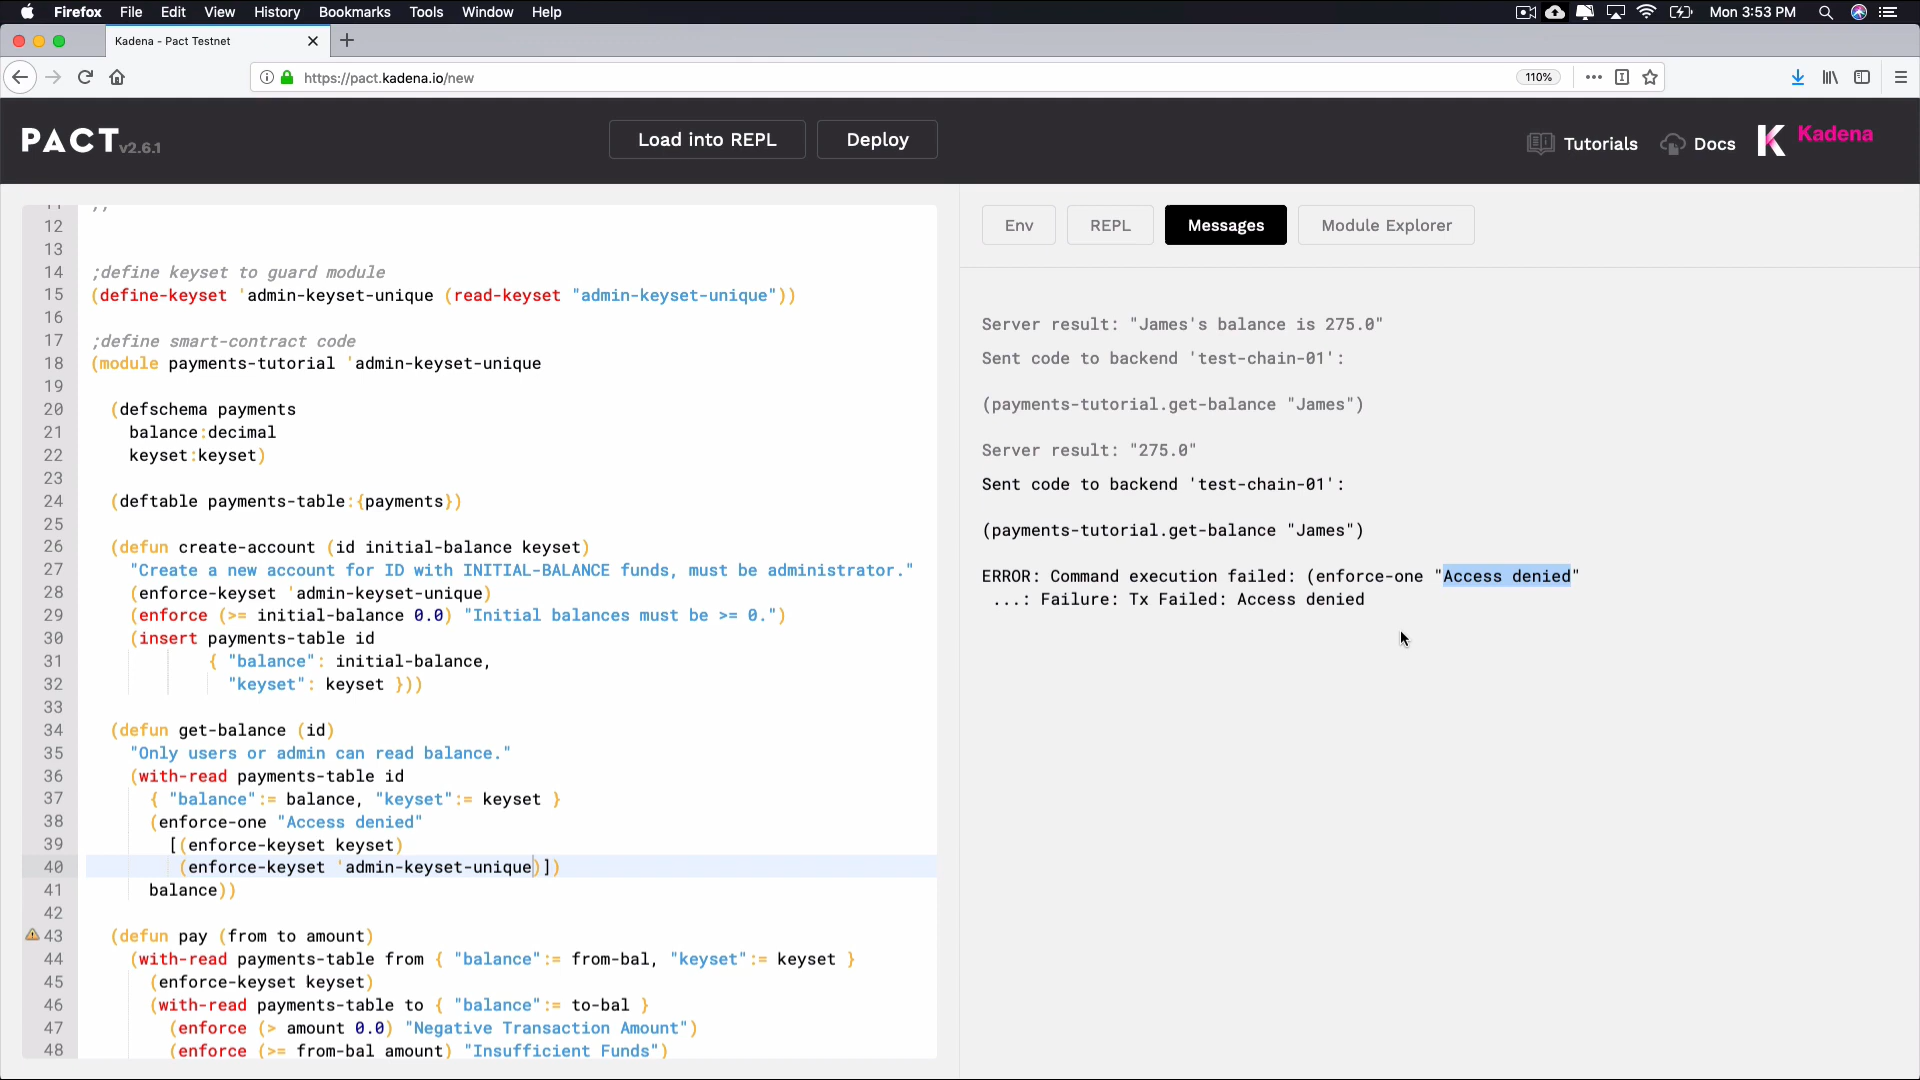 Firefox File Edit View History Bookmarks Tools Window Help
Mon 3:53 PM
Kadena - Pact Testnet
https://pact.kadena.io/new
110%
PACT v2.6.1
Load into REPL
Deploy
Tutorials
Docs
Kadena
12
13
14 ;define keyset to guard module
15 (define-keyset 'admin-keyset-unique (read-keyset "admin-keyset-unique"))
16
17 ;define smart-contract code
18 (module payments-tutorial 'admin-keyset-unique
19
20 (defschema payments
21 balance:decimal
22 keyset:keyset)
23
24 (deftable payments-table:{payments})
25
26 (defun create-account (id initial-balance keyset)
27 "Create a new account for ID with INITIAL-BALANCE funds, must be administrator."
28 (enforce-keyset 'admin-keyset-unique)
29 (enforce (>= initial-balance 0.0) "Initial balances must be >= 0.")
30 (insert payments-table id
31 { "balance": initial-balance,
32 "keyset": keyset }))
33
34 (defun get-balance (id)
35 "Only users or admin can read balance."
36 (with-read payments-table id
37 { "balance":= balance, "keyset":= keyset }
38 (enforce-one "Access denied"
39 [(enforce-keyset keyset)
40 (enforce-keyset 'admin-keyset-unique)])
41 balance))
42
43 (defun pay (from to amount)
44 (with-read payments-table from { "balance":= from-bal, "keyset":= keyset }
45 (enforce-keyset keyset)
46 (with-read payments-table to { "balance":= to-bal }
47 (enforce (> amount 0.0) "Negative Transaction Amount")
48 (enforce (>= from-bal amount) "Insufficient Funds")
Env
REPL
Messages
Module Explorer
Server result: "James's balance is 275.0"
Sent code to backend 'test-chain-01':
(payments-tutorial.get-balance "James")
Server result: "275.0"
Sent code to backend 'test-chain-01':
(payments-tutorial.get-balance "James")
ERROR: Command execution failed: (enforce-one "Access denied"
...: Failure: Tx Failed: Access denied